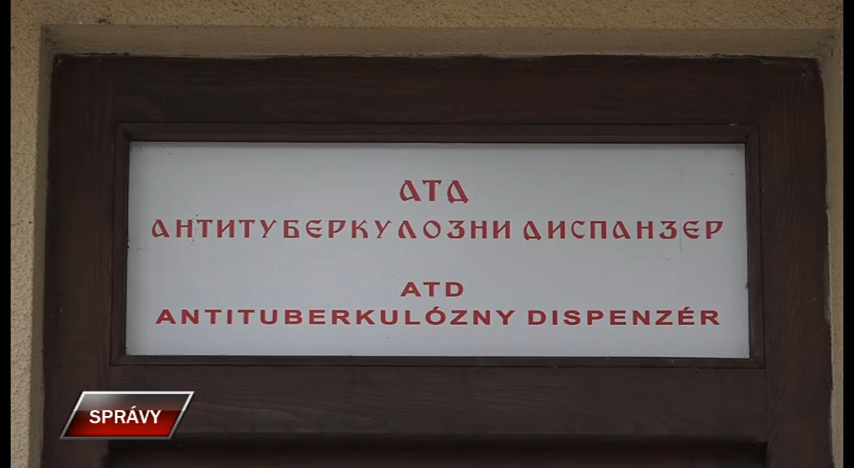 АТД
АНТИТУБЕРКУЛОЗНИ ДИСПАНЗЕР
ATD
ANTITUBERKULÓZNY DISPENZÉR
SPRÁVY